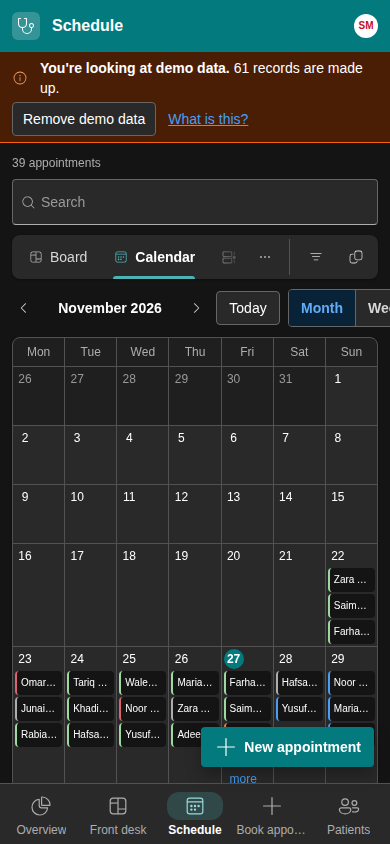 Schedule
SM
You're looking at demo data. 61 records are made
up.
Remove demo data
What is this?
39 appointments
Search
Board
Calendar
November 2026
Today
Month
Mon Tue Wed Thu Fri Sat Sun
26 27 28 29 30 31 1
2 3 4 5 6 7 8
9 10 11 12 13 14 15
16 17 18 19 20 21 22
Zara ...
Saim...
Farha...
23 24 25 26 27 28 29
Omar... Tariq ... Wale... Maria... Farha... Hafsa... Noor ...
Junai... Khadi... Noor ... Zara ... Saim... Yusuf... Maria...
Rabia... Hafsa... Yusuf...
New appointment
more
Overview
Front desk
Schedule
Book appo...
Patients